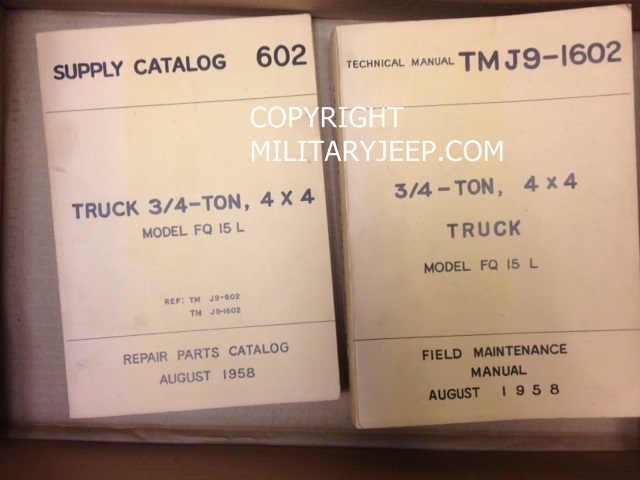 SUPPLY CATALOG 602
TRUCK 3/4-TON, 4 X 4
MODEL FQ 15 L
REF: TM J9-602
TM J9-1602
REPAIR PARTS CATALOG
AUGUST 1958
TECHNICAL MANUAL TMJ9-1602
3/4-TON, 4 X 4
TRUCK
MODEL FQ 15 L
FIELD MAINTENANCE
MANUAL
AUGUST 1958
COPYRIGHT
MILITARYJEEP.COM